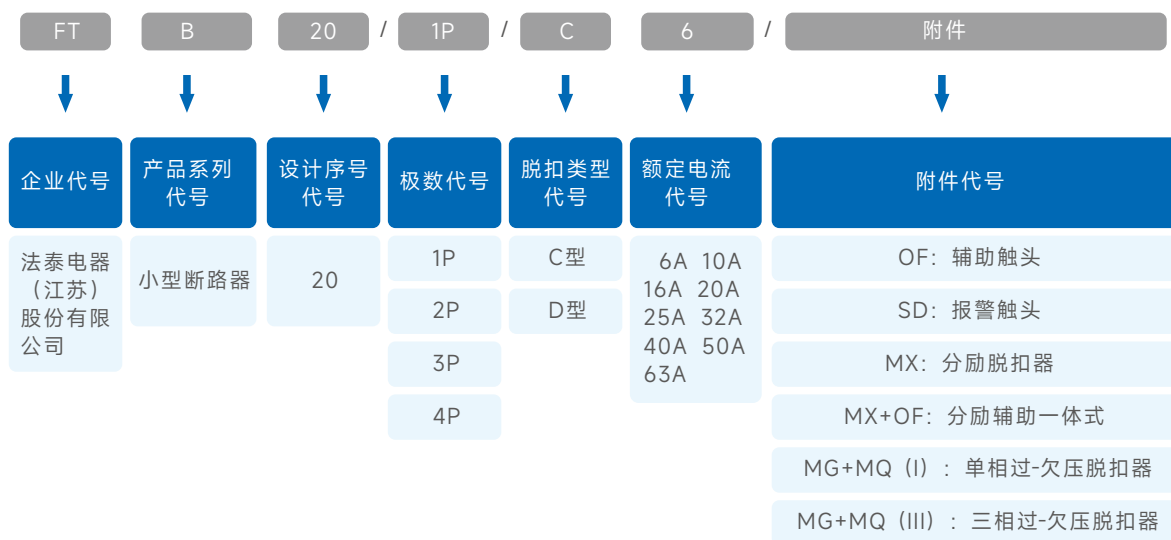 FT B 20 / 1P / C 6 / 附件
企业代号
产品系列
代号
设计序号
代号
极数代号
脱扣类型
代号
额定电流
代号
附件代号
法泰电器
（江苏）
股份有限
公司
小型断路器
20
1P
2P
3P
4P
C型
D型
6A 10A
16A 20A
25A 32A
40A 50A
63A
OF：辅助触头
SD：报警触头
MX：分励脱扣器
MX+OF：分励辅助一体式
MG+MQ（I）：单相过-欠压脱扣器
MG+MQ（III）：三相过-欠压脱扣器